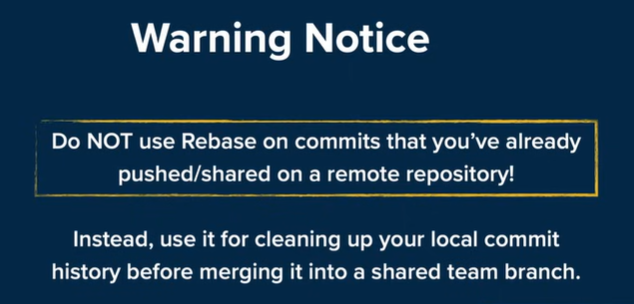 Warning Notice
Do NOT use Rebase on commits that you’ve already
pushed/shared on a remote repository!
Instead, use it for cleaning up your local commit
history before merging it into a shared team branch.